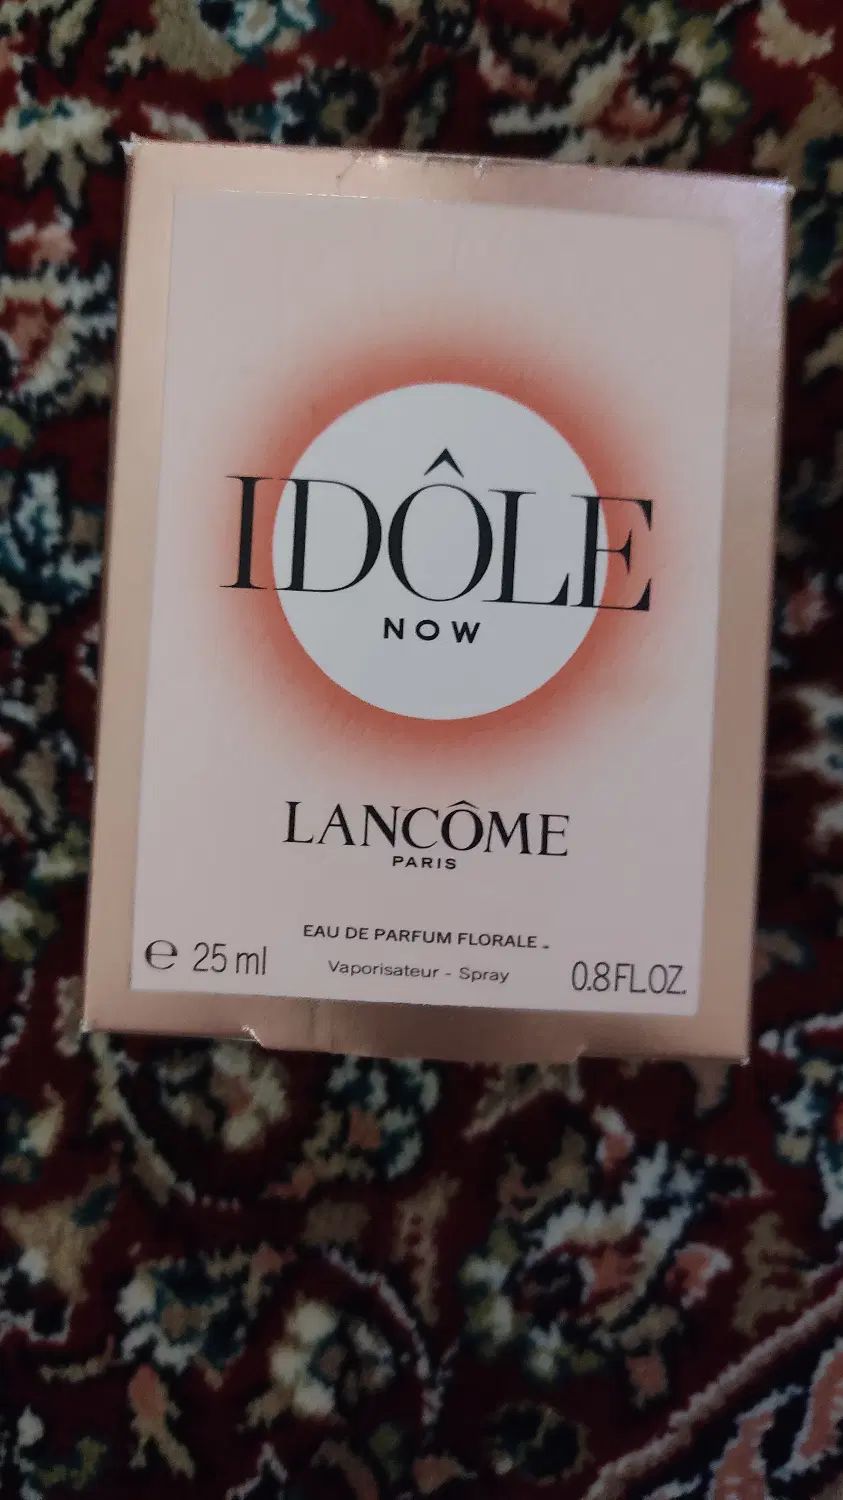 IDÔLE
NOW
LANCÔME
PARIS
EAU DE PARFUM FLORALE
℮ 25 ml
Vaporisateur - Spray
0.8 FL.OZ.